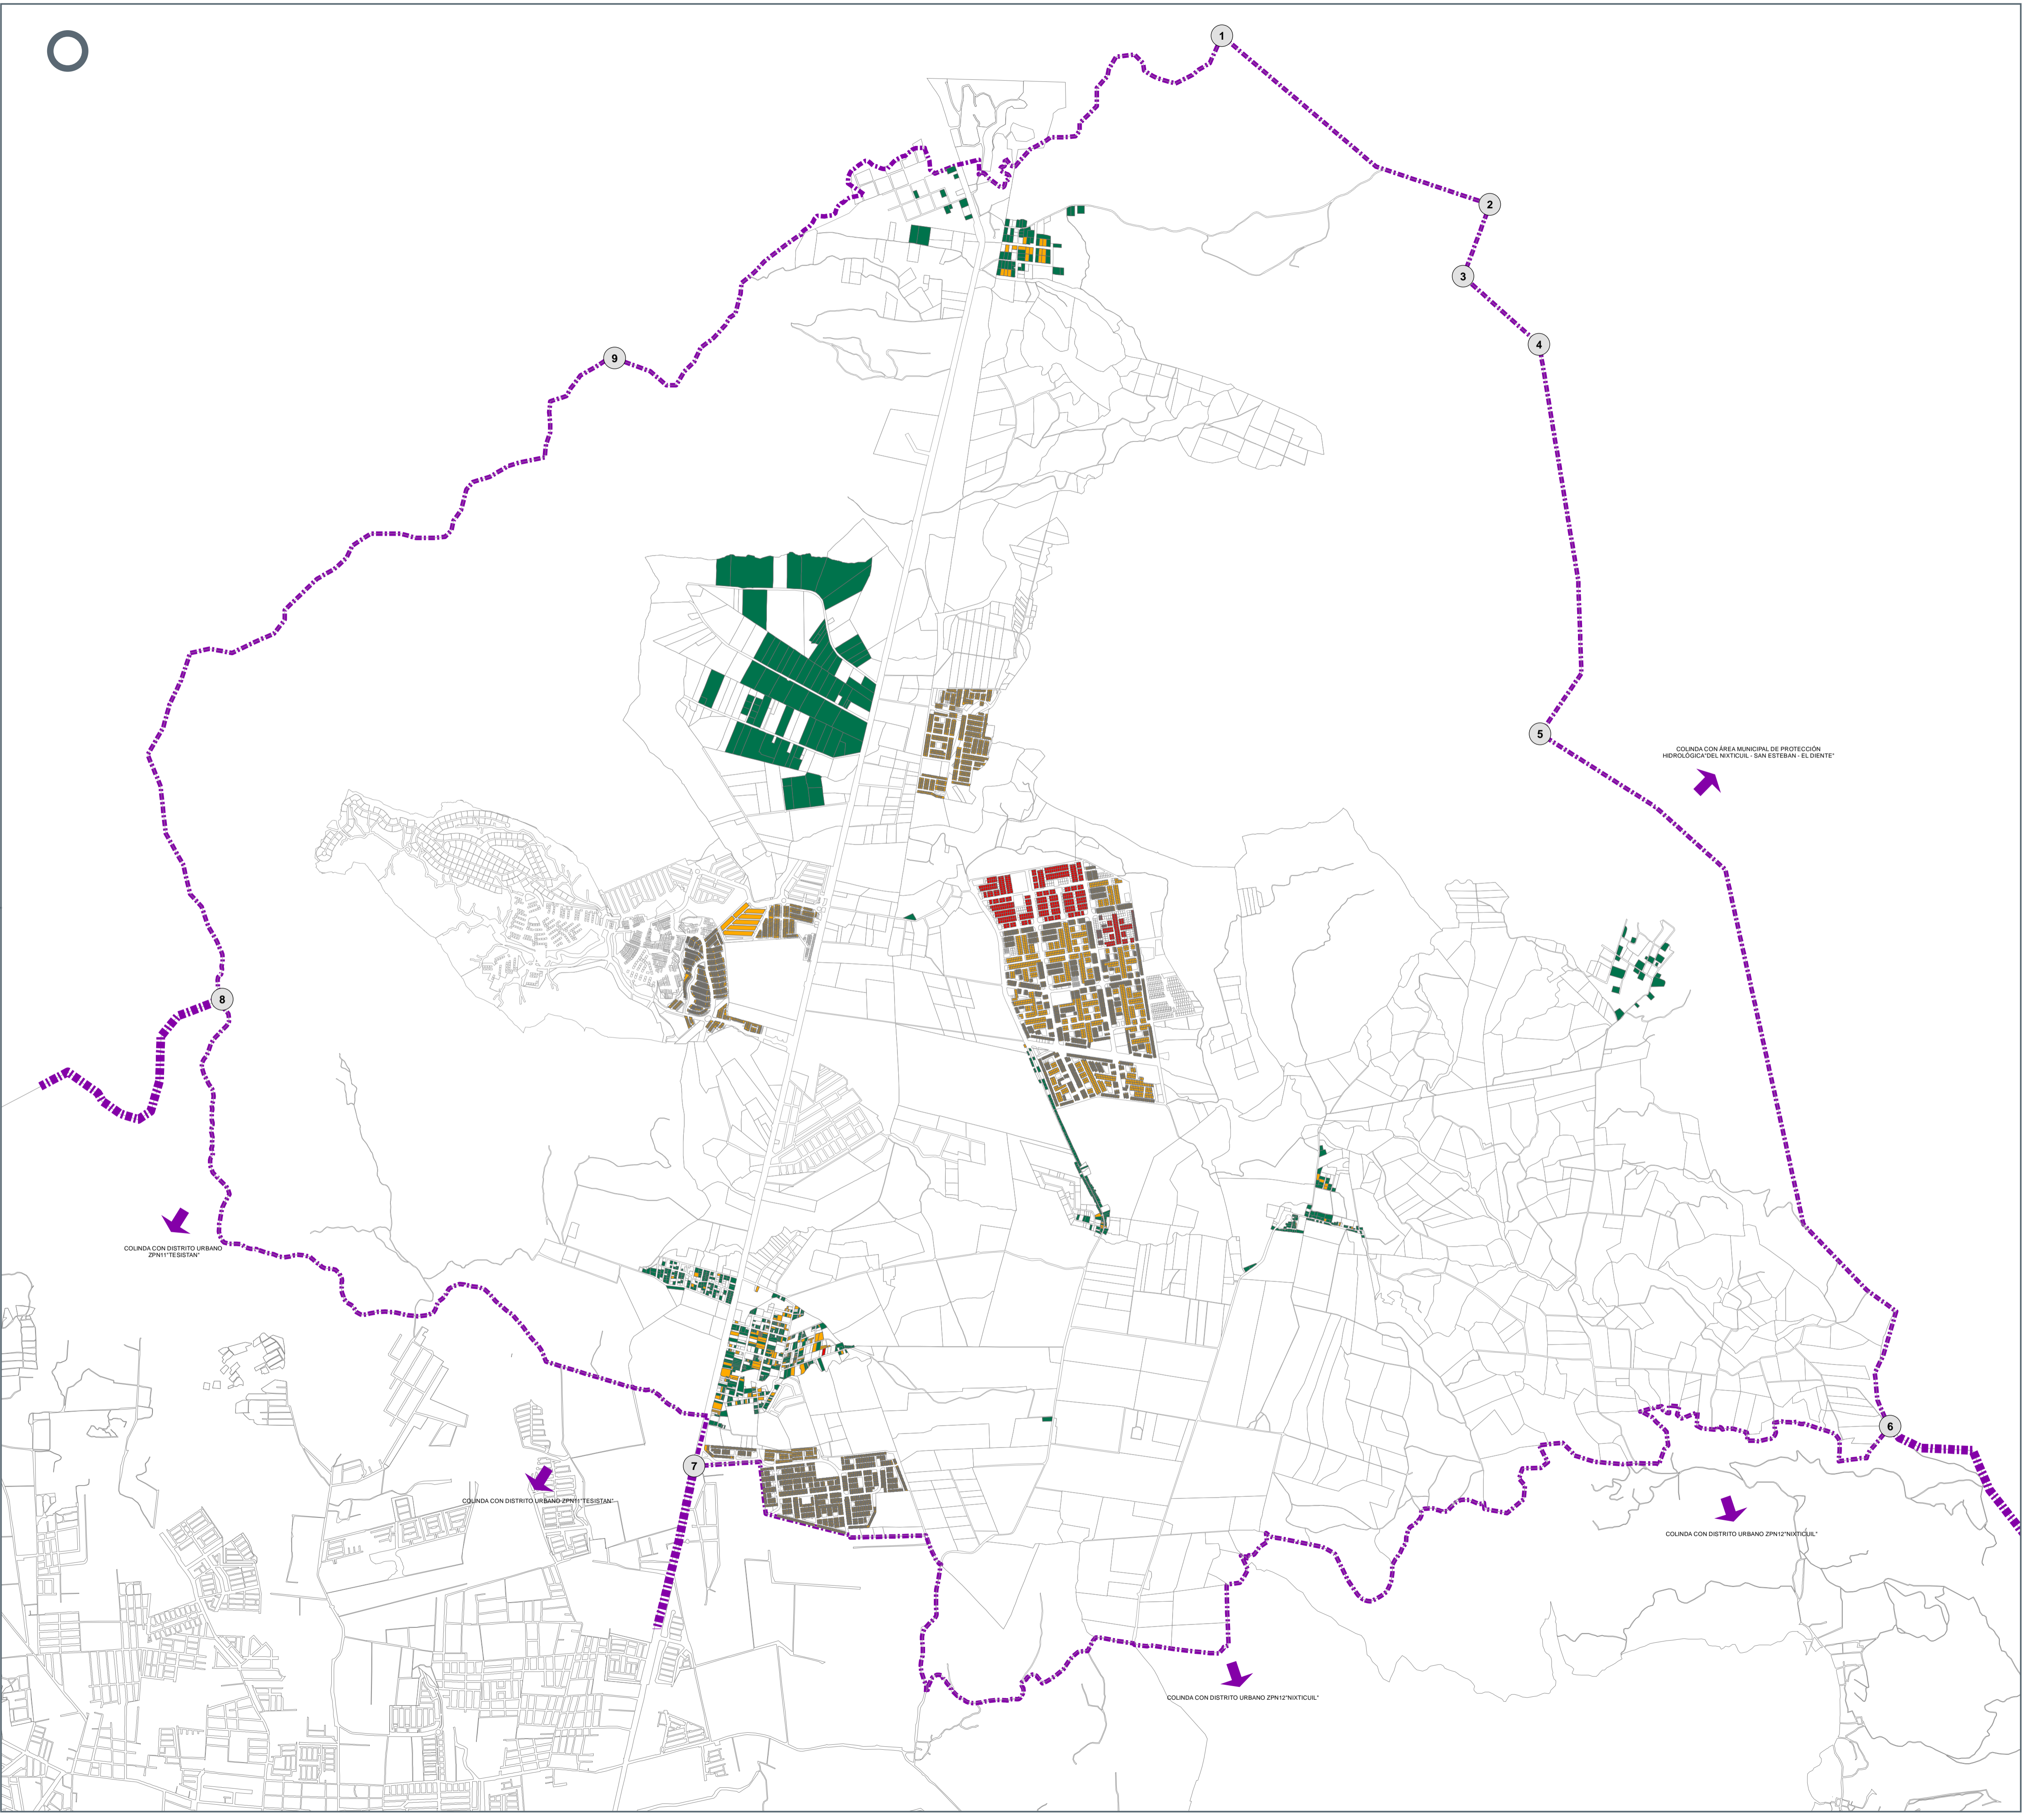 1
2
3
4
9
5
COLINDA CON ÁREA MUNICIPAL DE PROTECCIÓN
HIDROLÓGICA"DEL NIXTICUIL - SAN ESTEBAN - EL DIENTE"
8
COLINDA CON DISTRITO URBANO
ZPN11"TESISTAN"
6
7
COLINDA CON DISTRITO URBANO ZPN11"TESISTAN"
COLINDA CON DISTRITO URBANO ZPN12"NIXTICUIL"
COLINDA CON DISTRITO URBANO ZPN12"NIXTICUIL"